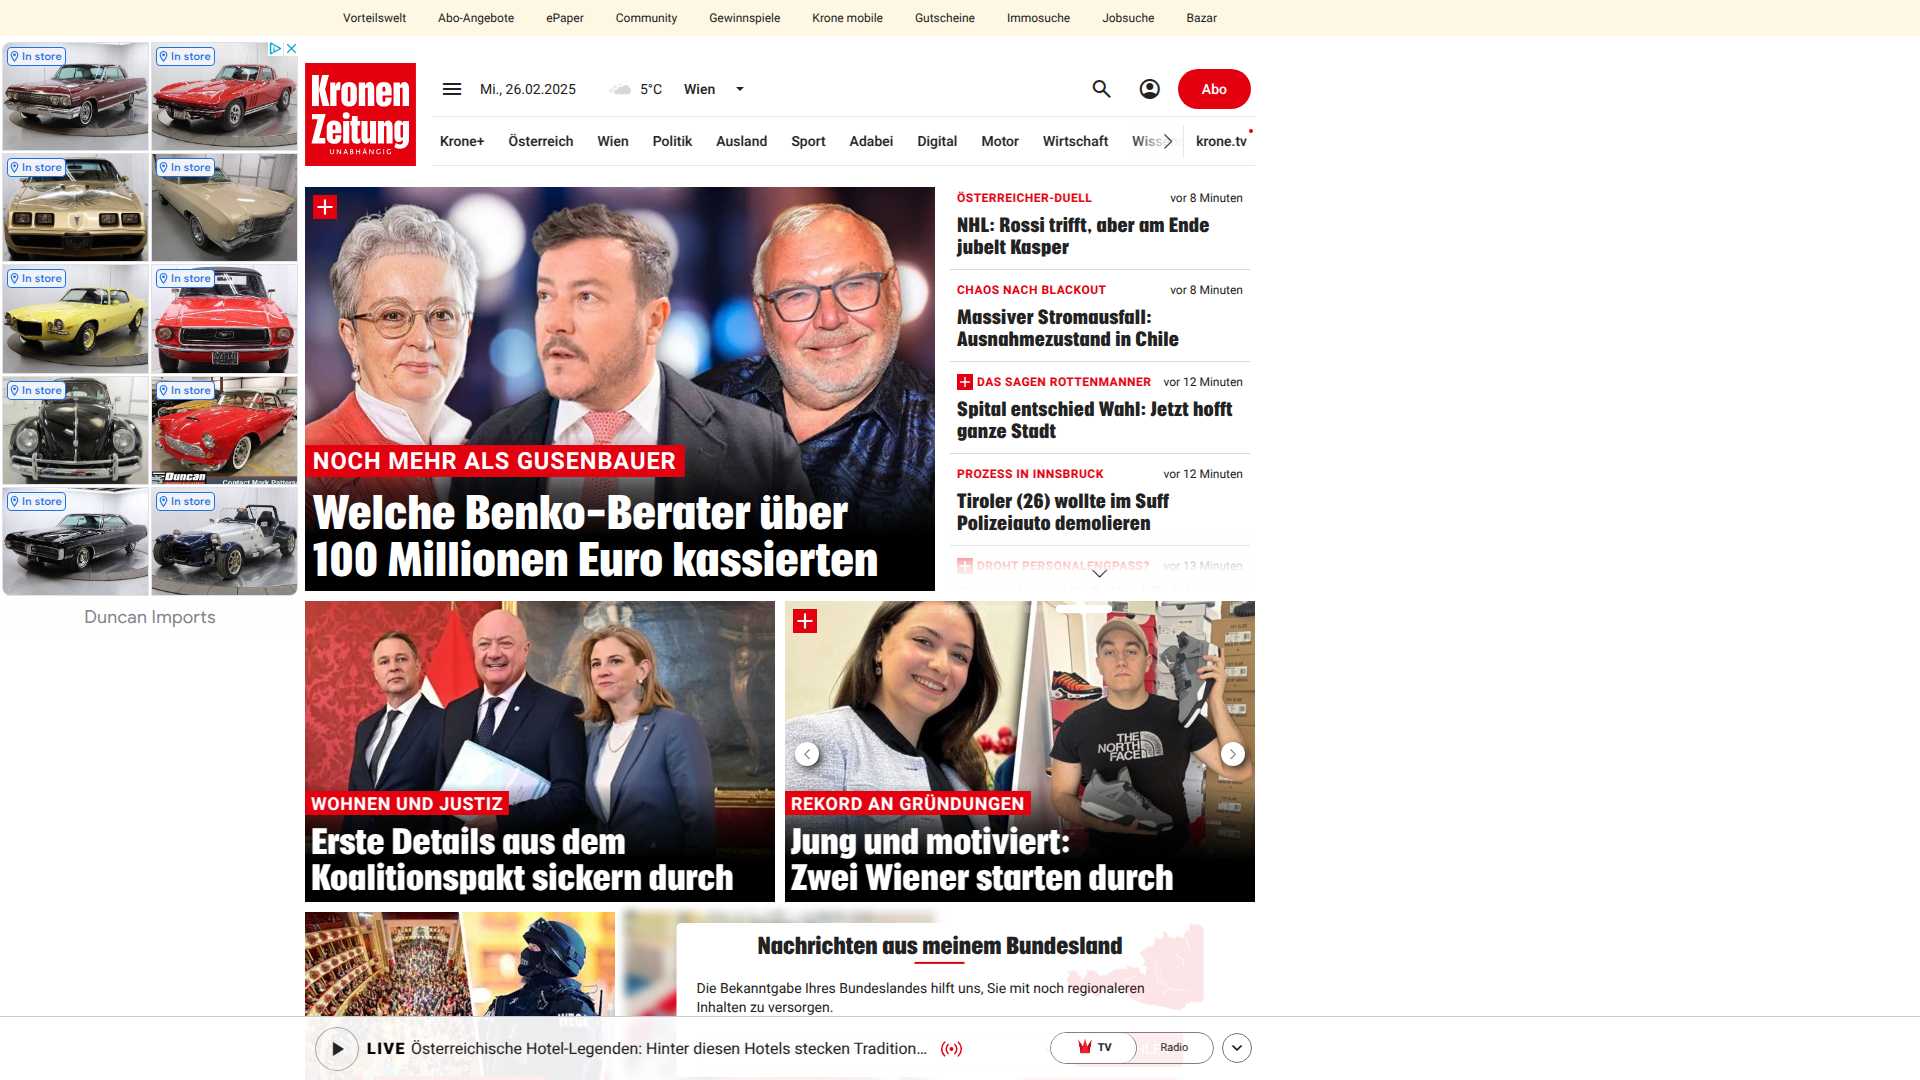 Vorteilswelt Abo-Angebote ePaper Community Gewinnspiele Krone mobile Gutscheine Immosuche Jobsuche Bazar
In store In store
In store In store
In store In store
In store In store
Duncan
In store In store
Duncan Imports
Kronen
Zeitung
UNABHÄNGIG
Mi., 26.02.2025 5°C Wien
Abo
Krone+ Österreich Wien Politik Ausland Sport Adabei Digital Motor Wirtschaft Wiss krone.tv
NOCH MEHR ALS GUSENBAUER
Welche Benko-Berater über
100 Millionen Euro kassierten
ÖSTERREICHER-DUELL vor 8 Minuten
NHL: Rossi trifft, aber am Ende
jubelt Kasper
CHAOS NACH BLACKOUT vor 8 Minuten
Massiver Stromausfall:
Ausnahmezustand in Chile
DAS SAGEN ROTTENMANNER vor 12 Minuten
Spital entschied Wahl: Jetzt hofft
ganze Stadt
PROZESS IN INNSBRUCK vor 12 Minuten
Tiroler (26) wollte im Suff
Polizeiauto demolieren
DROHT PERSONALENGPASS? vor 13 Minuten
WOHNEN UND JUSTIZ
Erste Details aus dem
Koalitionspakt sickern durch
THE
NORTH
FACE
REKORD AN GRÜNDUNGEN
Jung und motiviert:
Zwei Wiener starten durch
Nachrichten aus meinem Bundesland
Die Bekanntgabe Ihres Bundeslandes hilft uns, Sie mit noch regionaleren
Inhalten zu versorgen.
LIVE Österreichische Hotel-Legenden: Hinter diesen Hotels stecken Tradition...
TV Radio